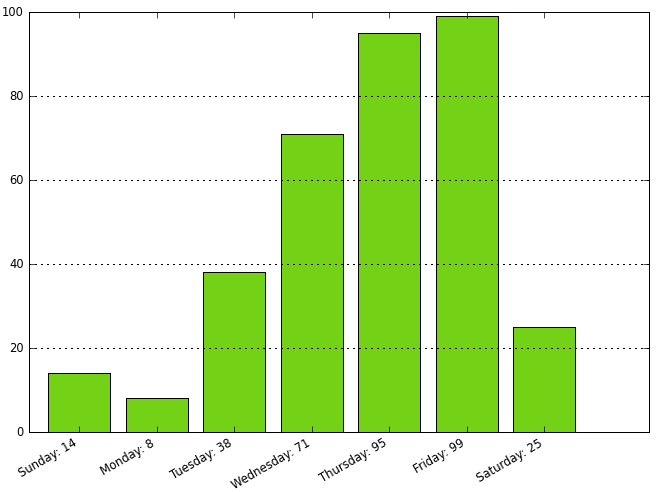 100
80
60
40
20
0
Sunday: 14
Monday: 8
Tuesday: 38
Wednesday: 71
Thursday: 95
Friday: 99
Saturday: 25